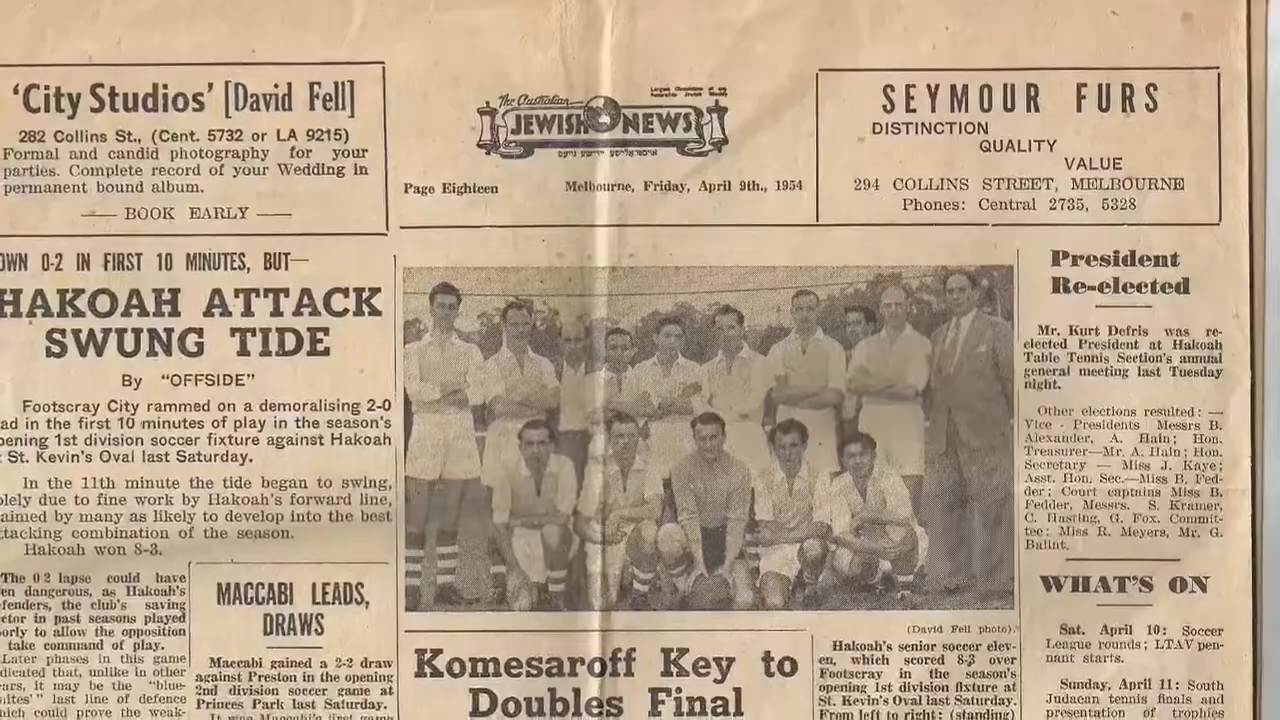 'City Studios' [David Fell]
282 Collins St., (Cent. 5732 or LA 9215)
Formal and candid photography for your
parties. Complete record of your Wedding in
permanent bound album.
— BOOK EARLY —
The Australian
JEWISH NEWS
Page Eighteen
Melbourne, Friday, April 9th., 1954
SEYMOUR FURS
DISTINCTION
QUALITY
VALUE
294 COLLINS STREET, MELBOURNE
Phones: Central 2735, 5328
OWN 0-2 IN FIRST 10 MINUTES, BUT—
HAKOAH ATTACK
SWUNG TIDE
By "OFFSIDE"
Footscray City rammed on a demoralising 2-0
ad in the first 10 minutes of play in the season's
pening 1st division soccer fixture against Hakoah
St. Kevin's Oval last Saturday.
In the 11th minute the tide began to swing,
olely due to fine work by Hakoah's forward line,
aimed by many as likely to develop into the best
ttacking combination of the season.
Hakoah won 8-3.
The 0 2 lapse could have
en dangerous, as Hakoah's
fenders, the club's saving
ctor in past seasons played
orly to allow the opposition
take command of play.
Later phases in this game
dicated that, unlike in other
ars, it may be the "blue-
ites'" last line of defence
hich could prove the weak-
MACCABI LEADS,
DRAWS
Maccabi gained a 2-2 draw
against Preston in the opening
2nd division soccer game at
Princes Park last Saturday.
It was Maccabi's first game
(David Fell photo).
Komesaroff Key to
Doubles Final
Hakoah's senior soccer elev-
en, which scored 8-3 over
Footscray in the season's
opening 1st division fixture at
St. Kevin's Oval last Saturday.
From left to right: (standing)
President
Re-elected
Mr. Kurt Defris was re-
elected President at Hakoah
Table Tennis Section's annual
general meeting last Tuesday
night.
Other elections resulted: —
Vice - Presidents Messrs B.
Alexander, A. Hain; Hon.
Treasurer—Mr. A. Hain; Hon.
Secretary — Miss J. Kaye;
Asst. Hon. Sec.—Miss B. Fed-
der; Court captains Miss B.
Fedder, Messrs. S. Kramer,
C. Hasting, G. Fox. Commit-
tee: Miss R. Meyers, Mr. G.
Balint.
WHAT'S ON
Sat. April 10: Soccer
League rounds; LTAV pen-
nant starts.
Sunday, April 11: South
Judaean tennis finals and
presentation of trophies